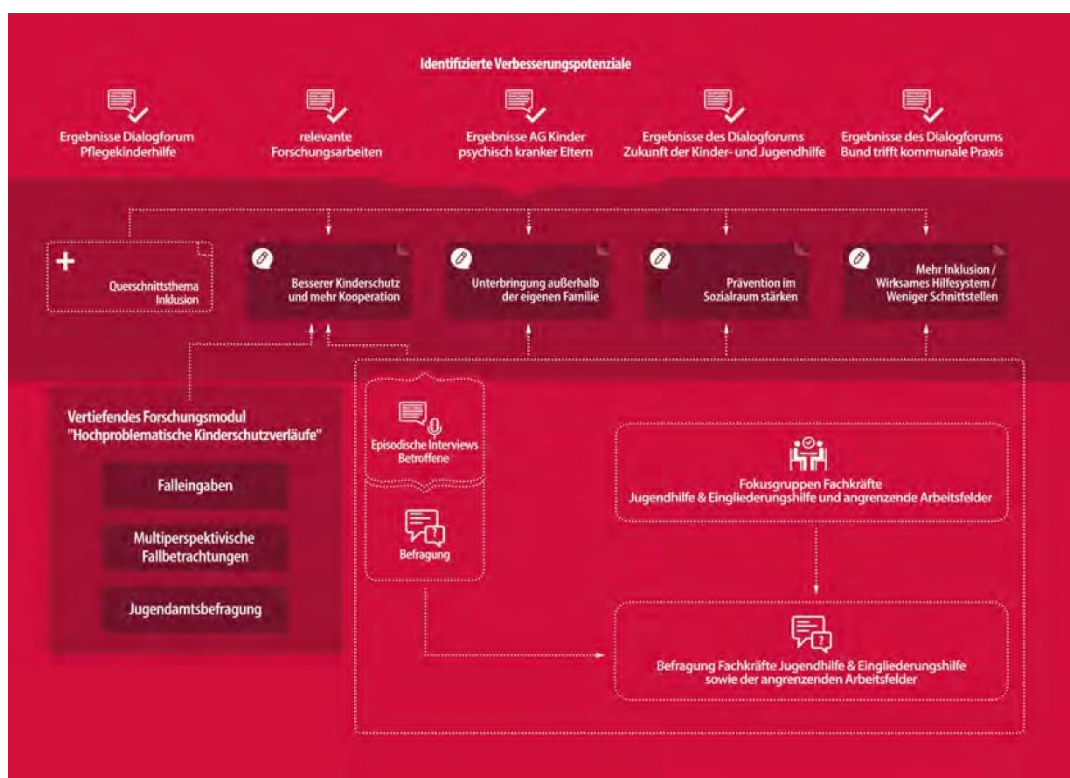 Identifizierte Verbesserungspotenziale
Ergebnisse Dialogforum
Pflegekinderhilfe
relevante
Forschungsarbeiten
Ergebnisse AG Kinder
psychisch kranker Eltern
Ergebnisse des Dialogforums
Zukunft der Kinder- und Jugendhilfe
Ergebnisse des Dialogforums
Bund trifft kommunale Praxis
Querschnittsthema
Inklusion
Besserer Kinderschutz
und mehr Kooperation
Unterbringung außerhalb
der eigenen Familie
Prävention im
Sozialraum stärken
Mehr Inklusion /
Wirksames Hilfesystem /
Weniger Schnittstellen
Vertiefendes Forschungsmodul
"Hochproblematische Kinderschutzverläufe"
Falleingaben
Multiperspektivische
Fallbetrachtungen
Jugendamtsbefragung
Episodische Interviews
Betroffene
?
Befragung
Fokusgruppen Fachkräfte
Jugendhilfe & Eingliederungshilfe und angrenzende Arbeitsfelder
?
Befragung Fachkräfte Jugendhilfe & Eingliederungshilfe
sowie der angrenzenden Arbeitsfelder